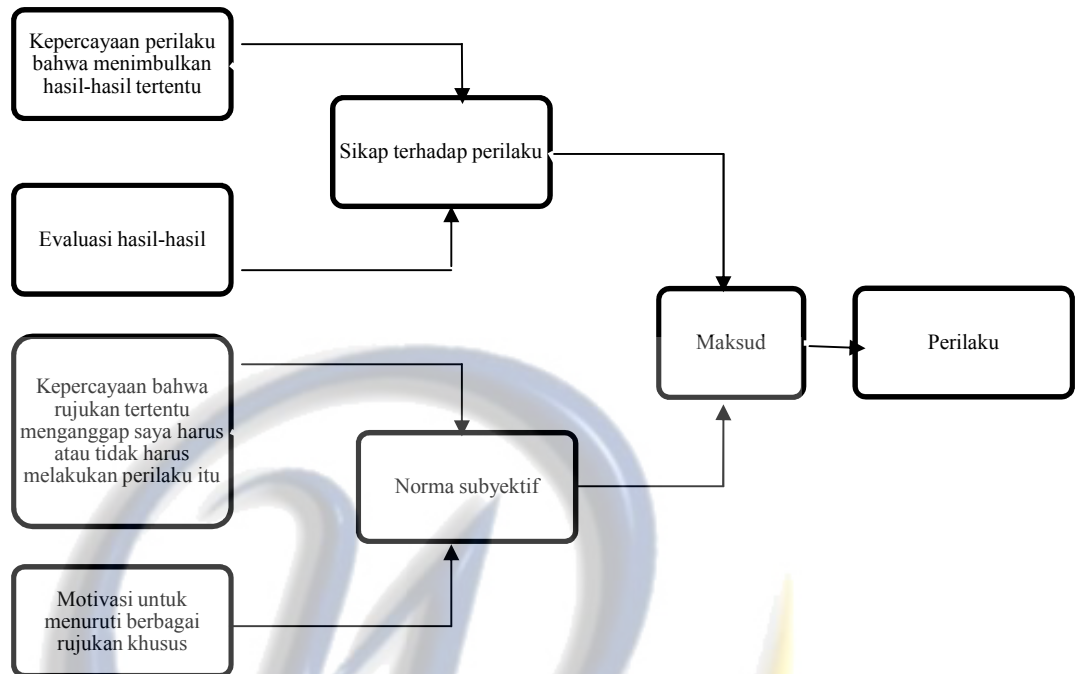 Kepercayaan perilaku
bahwa menimbulkan
hasil-hasil tertentu
Sikap terhadap perilaku
Evaluasi hasil-hasil
Maksud
Perilaku
Kepercayaan bahwa
rujukan tertentu
menganggap saya harus
atau tidak harus
melakukan perilaku itu
Norma subyektif
Motivasi untuk
menuruti berbagai
rujukan khusus